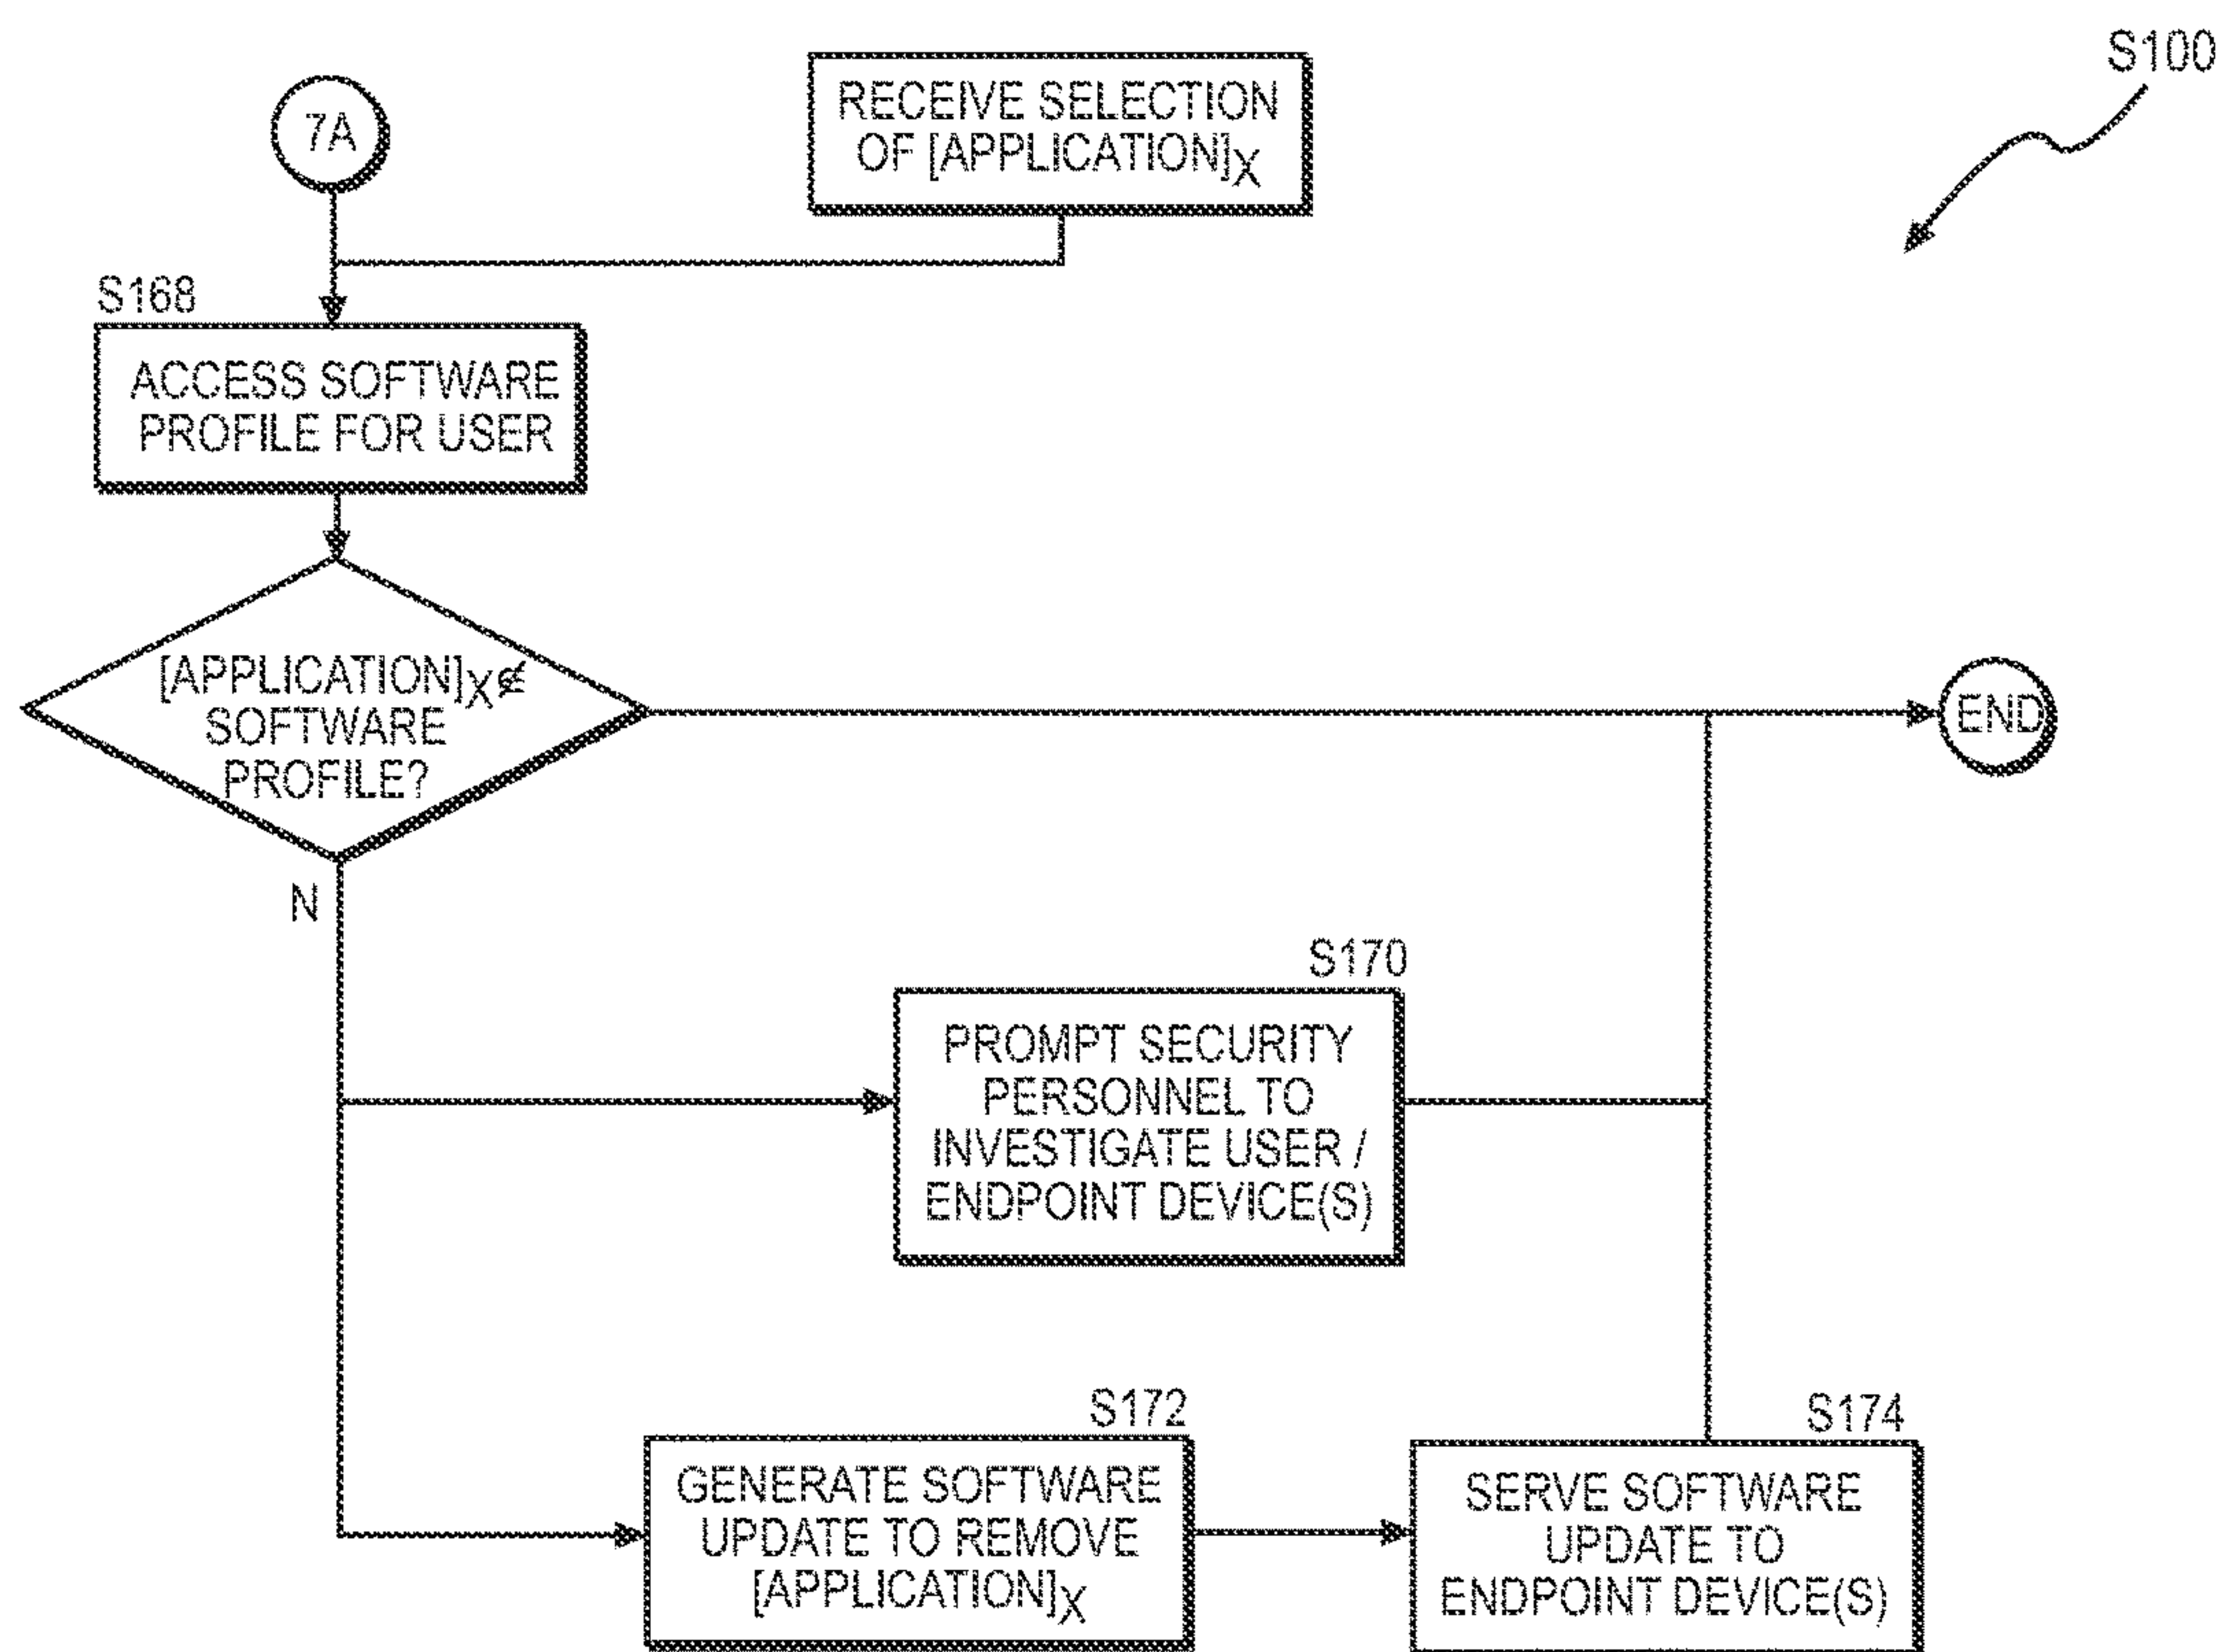 S100
7A
RECEIVE SELECTION
OF [APPLICATION]X
S168
ACCESS SOFTWARE
PROFILE FOR USER
[APPLICATION]X∉
SOFTWARE
PROFILE?
END
N
S170
PROMPT SECURITY
PERSONNEL TO
INVESTIGATE USER /
ENDPOINT DEVICE(S)
S172
GENERATE SOFTWARE
UPDATE TO REMOVE
[APPLICATION]X
S174
SERVE SOFTWARE
UPDATE TO
ENDPOINT DEVICE(S)